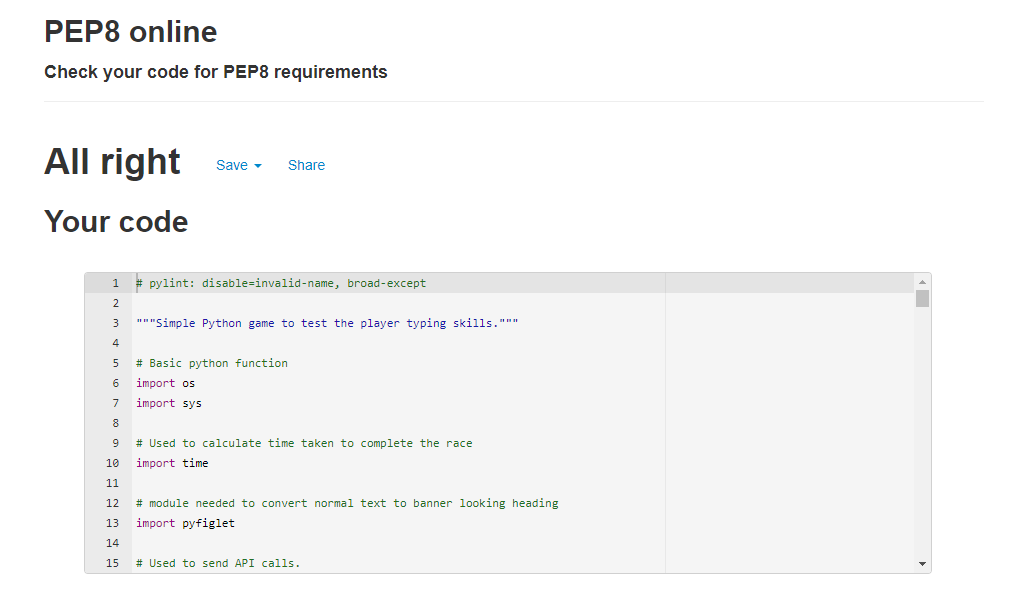 PEP8 online
Check your code for PEP8 requirements
All right Save Share
Your code
1 # pylint: disable=invalid-name, broad-except
2
3 """Simple Python game to test the player typing skills."""
4
5 # Basic python function
6 import os
7 import sys
8
9 # Used to calculate time taken to complete the race
10 import time
11
12 # module needed to convert normal text to banner looking heading
13 import pyfiglet
14
15 # Used to send API calls.